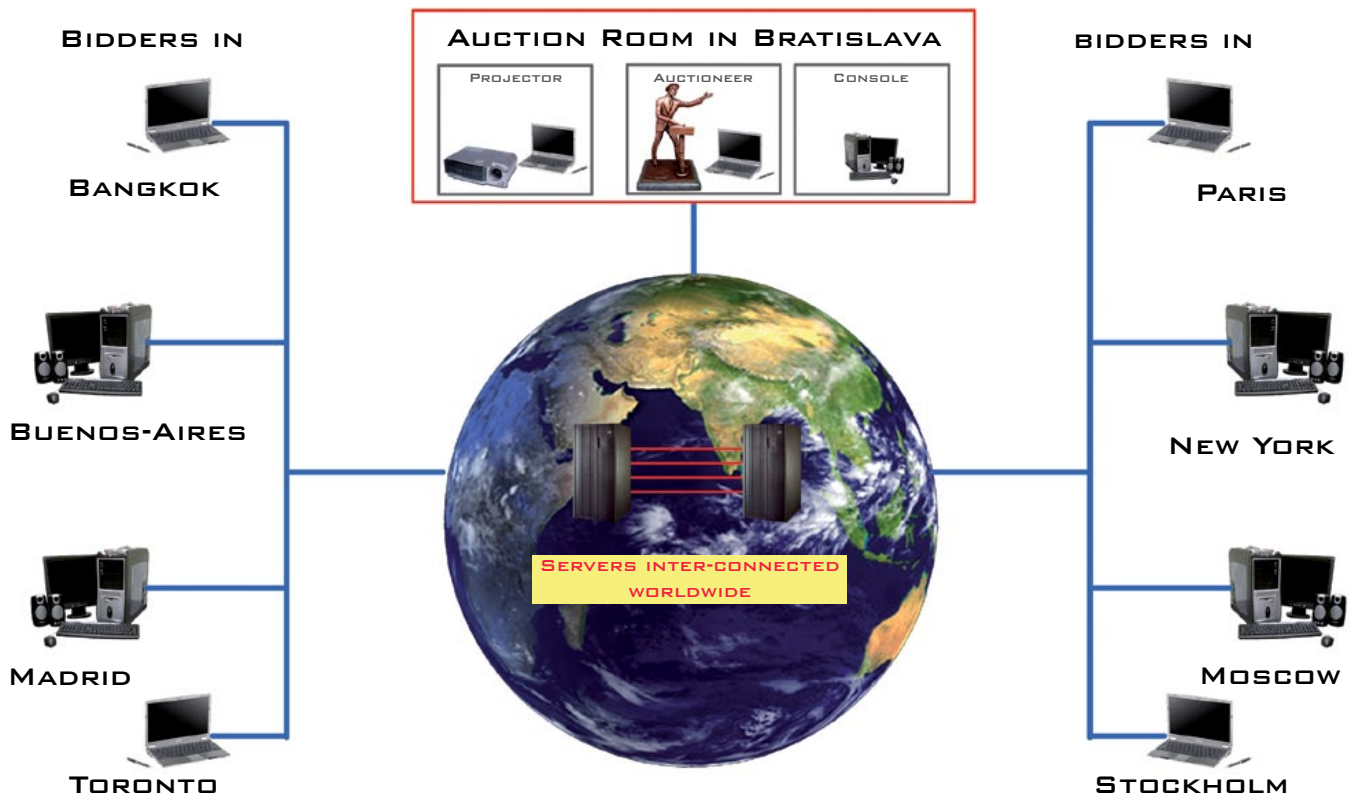 BIDDERS IN
AUCTION ROOM IN BRATISLAVA
BIDDERS IN
PROJECTOR
AUCTIONEER
CONSOLE
BANGKOK
PARIS
BUENOS-AIRES
NEW YORK
SERVERS INTER-CONNECTED
WORLDWIDE
MADRID
MOSCOW
TORONTO
STOCKHOLM